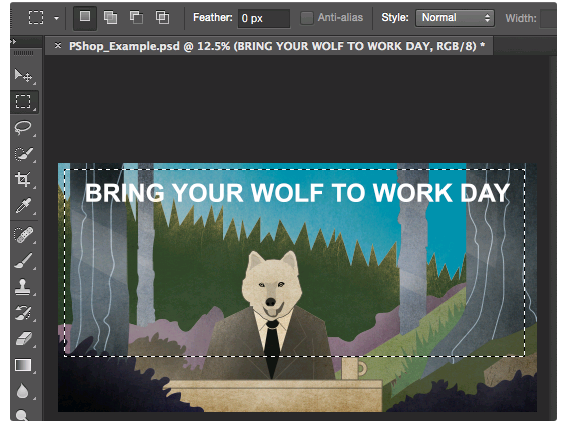 Feather: 0 px Anti-alias Style: Normal Width:
× PShop_Example.psd @ 12.5% (BRING YOUR WOLF TO WORK DAY, RGB/8) *
BRING YOUR WOLF TO WORK DAY